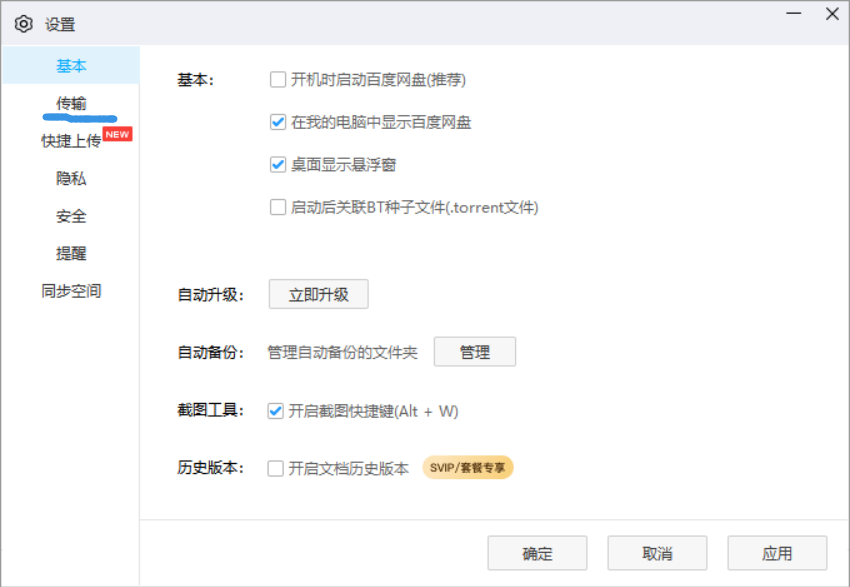 设置
基本
传输
快捷上传 NEW
隐私
安全
提醒
同步空间
基本: 开机时启动百度网盘(推荐)
在我的电脑中显示百度网盘
桌面显示悬浮窗
启动后关联BT种子文件(.torrent文件)
自动升级: 立即升级
自动备份: 管理自动备份的文件夹 管理
截图工具: 开启截图快捷键(Alt + W)
历史版本: 开启文档历史版本 SVIP/套餐专享
确定 取消 应用